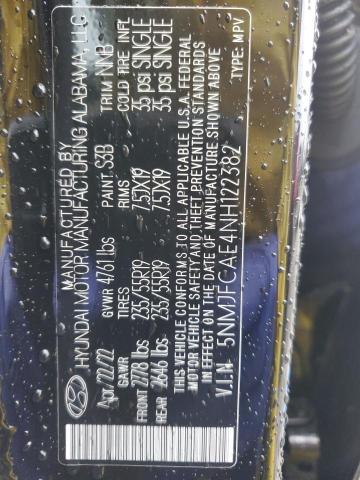 MANUFACTURED BY
HYUNDAI MOTOR MANUFACTURING ALABAMA, LLC
Apr/22/22 GVWR 4761 lbs PAINT S3B TRIM NNB
GAWR TIRES RIMS COLD TIRE INFL
FRONT 2778 lbs 235/55R19 7.5JX19 35 psi SINGLE
REAR 2646 lbs 235/55R19 7.5JX19 35 psi SINGLE
THIS VEHICLE CONFORMS TO ALL APPLICABLE U.S.A. FEDERAL
MOTOR VEHICLE SAFETY AND THEFT PREVENTION STANDARDS
IN EFFECT ON THE DATE OF MANUFACTURE SHOWN ABOVE
V.I.N 5NMJFCAE4NH122382 TYPE: MPV